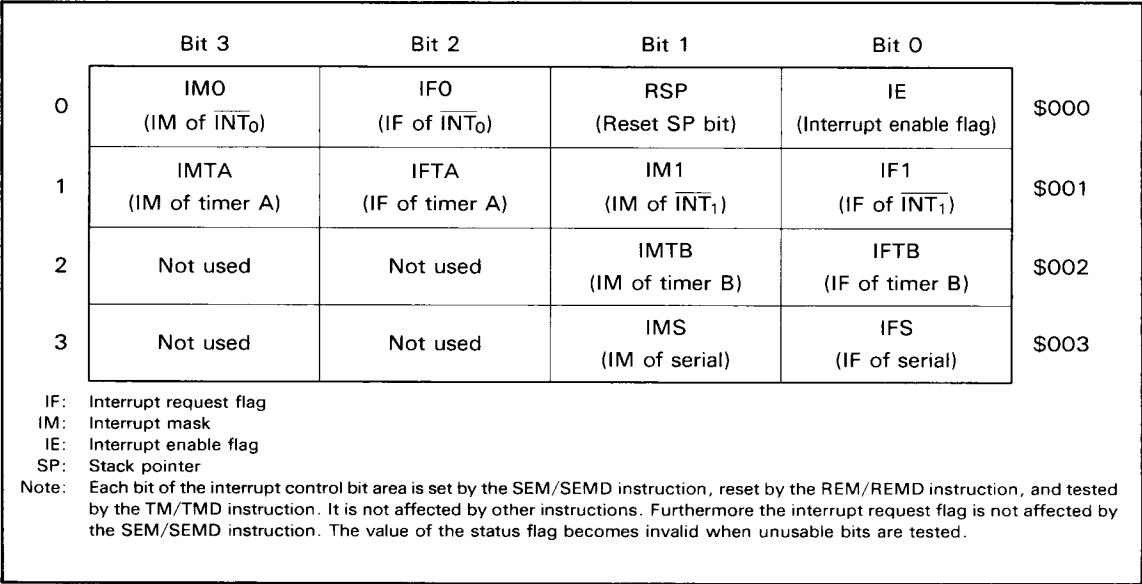 Bit 3 Bit 2 Bit 1 Bit 0
0 IM0 IF0 RSP IE $000
(IM of INT0) (IF of INT0) (Reset SP bit) (Interrupt enable flag)
1 IMTA IFTA IM1 IF1 $001
(IM of timer A) (IF of timer A) (IM of INT1) (IF of INT1)
2 Not used Not used IMTB IFTB $002
(IM of timer B) (IF of timer B)
3 Not used Not used IMS IFS $003
(IM of serial) (IF of serial)
IF: Interrupt request flag
IM: Interrupt mask
IE: Interrupt enable flag
SP: Stack pointer
Note: Each bit of the interrupt control bit area is set by the SEM/SEMD instruction, reset by the REM/REMD instruction, and tested
by the TM/TMD instruction. It is not affected by other instructions. Furthermore the interrupt request flag is not affected by
the SEM/SEMD instruction. The value of the status flag becomes invalid when unusable bits are tested.